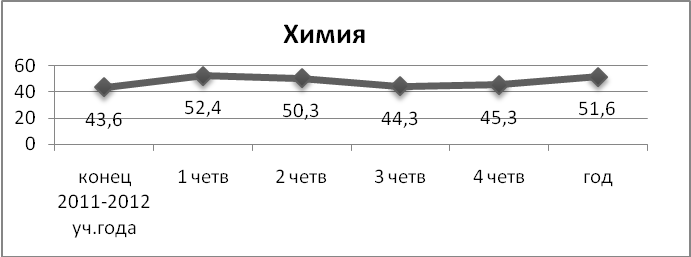 Химия
60
40
20
0
43,6 52,4 50,3 44,3 45,3 51,6
конец 1 четв 2 четв 3 четв 4 четв год
2011-2012
уч.года